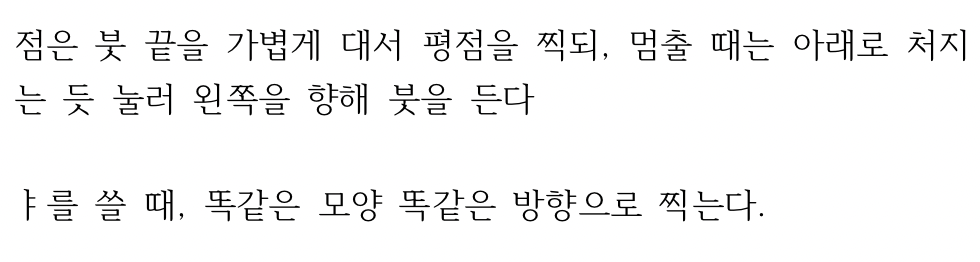 점은 붓 끝을 가볍게 대서 평점을 찍되, 멈출 때는 아래로 처지
는 듯 눌러 왼쪽을 향해 붓을 든다
ㅑ를 쓸 때, 똑같은 모양 똑같은 방향으로 찍는다.